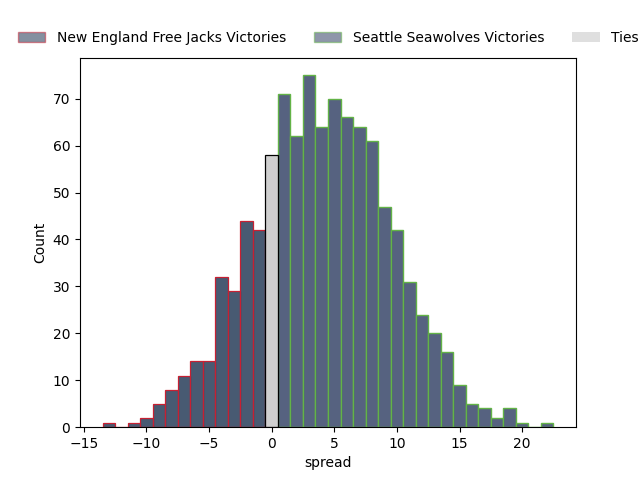 New England Free Jacks Victories Seattle Seawolves Victories Ties
70
60
50
40
30
20
10
0
Count
−15 −10 −5 0 5 10 15 20
spread